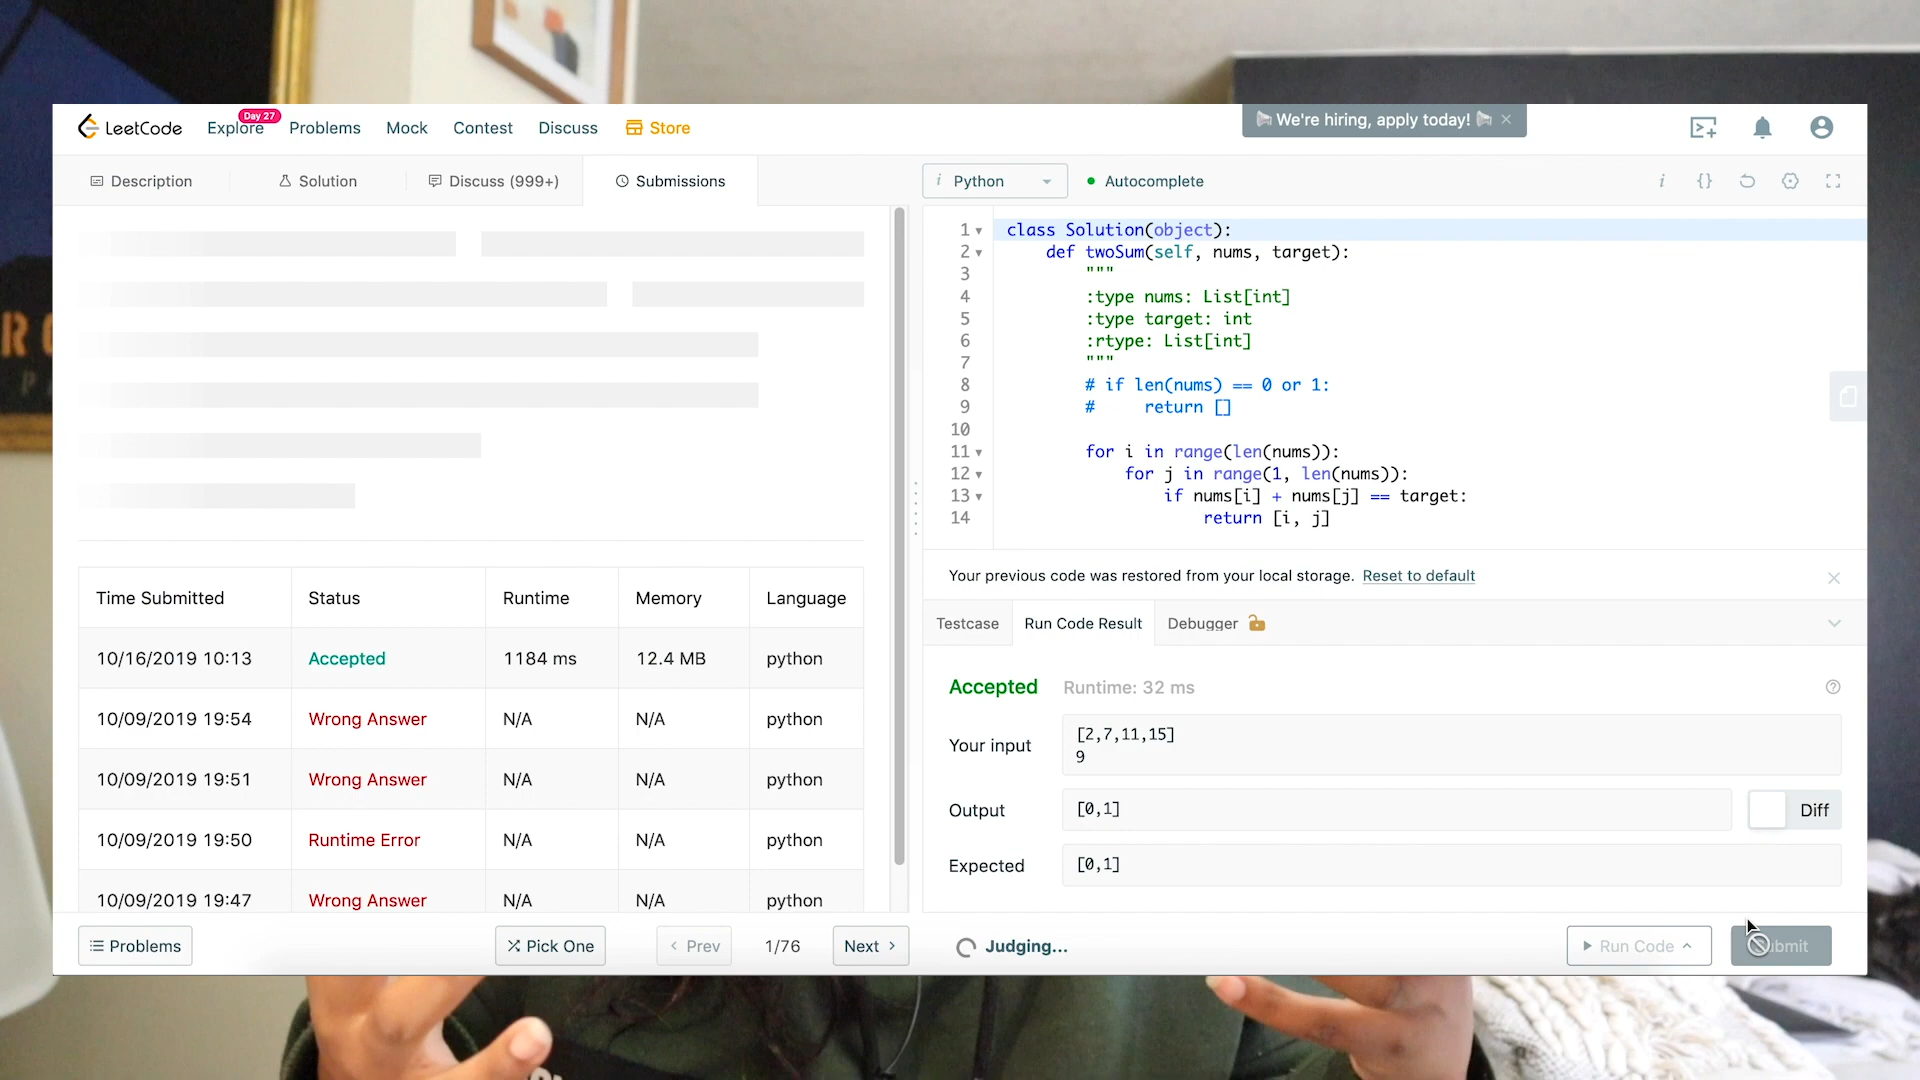 LeetCode
Day 27
Explore
Problems
Mock
Contest
Discuss
Store
We're hiring, apply today!
Description
Solution
Discuss (999+)
Submissions
i Python
Autocomplete
1 class Solution(object):
2 def twoSum(self, nums, target):
3 """
4 :type nums: List[int]
5 :type target: int
6 :rtype: List[int]
7 """
8 # if len(nums) == 0 or 1:
9 # return []
10
11 for i in range(len(nums)):
12 for j in range(1, len(nums)):
13 if nums[i] + nums[j] == target:
14 return [i, j]
Your previous code was restored from your local storage. Reset to default
Testcase
Run Code Result
Debugger
Accepted Runtime: 32 ms
Your input
[2,7,11,15]
9
Output
[0,1]
Diff
Expected
[0,1]
Time Submitted Status Runtime Memory Language
10/16/2019 10:13 Accepted 1184 ms 12.4 MB python
10/09/2019 19:54 Wrong Answer N/A N/A python
10/09/2019 19:51 Wrong Answer N/A N/A python
10/09/2019 19:50 Runtime Error N/A N/A python
10/09/2019 19:47 Wrong Answer N/A N/A python
Problems
Pick One
Prev
1/76
Next
Judging...
Run Code